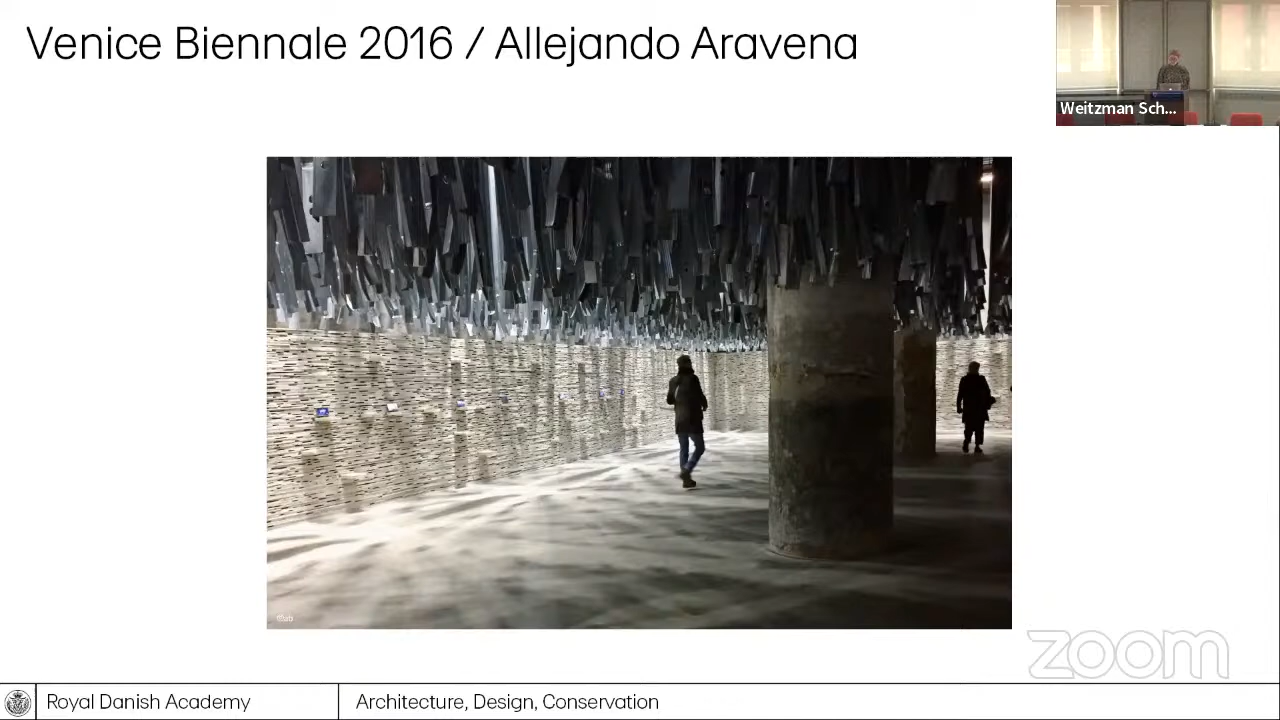 Venice Biennale 2016 / Allejando Aravena
Weitzman Sch...
zoom
Royal Danish Academy
Architecture, Design, Conservation